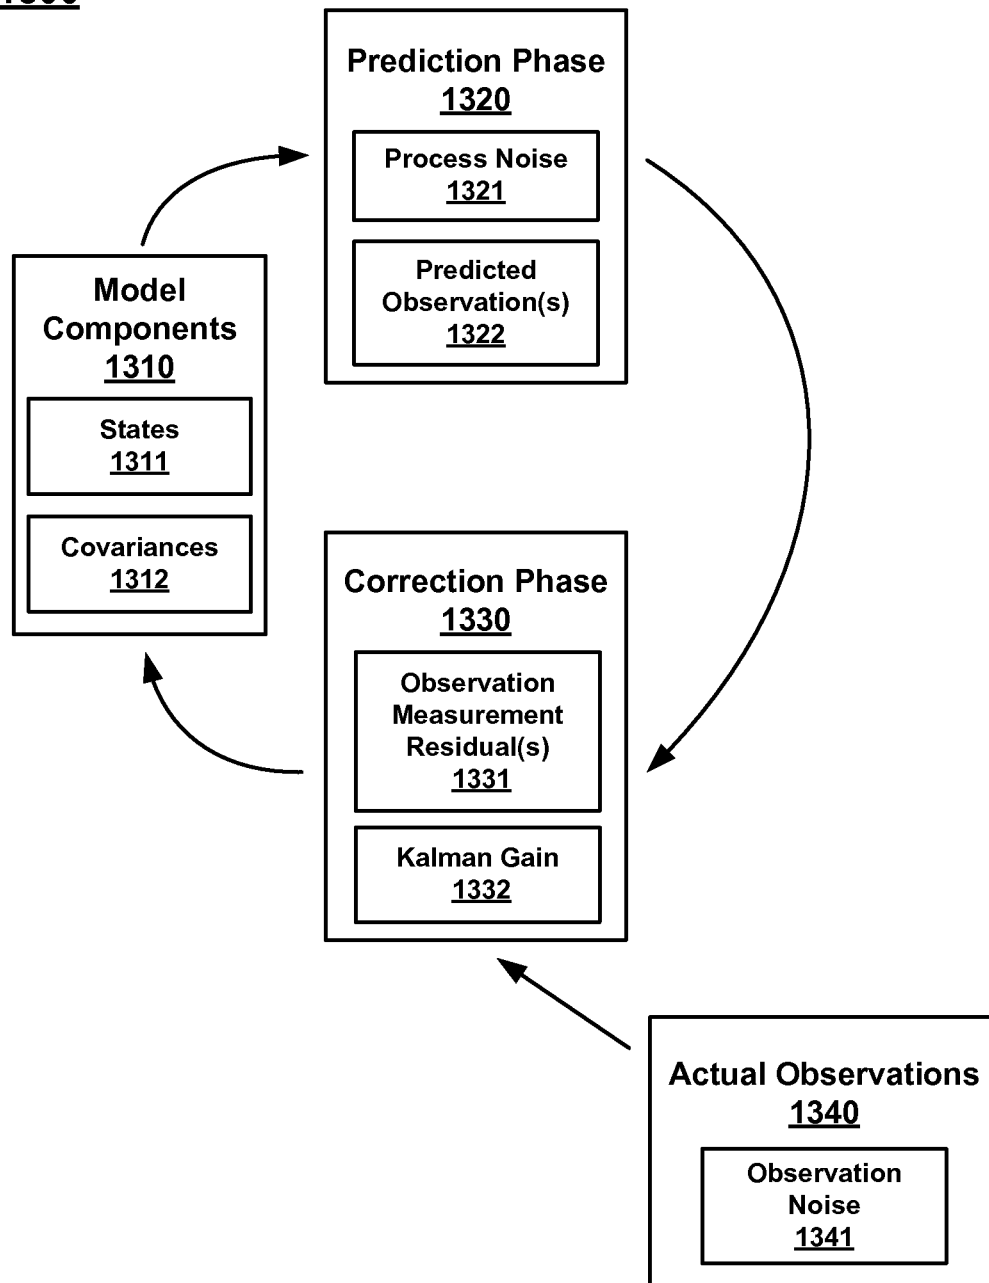 Prediction Phase
1320
Process Noise
1321
Predicted
Observation(s)
1322
Model
Components
1310
States
1311
Covariances
1312
Correction Phase
1330
Observation
Measurement
Residual(s)
1331
Kalman Gain
1332
Actual Observations
1340
Observation
Noise
1341